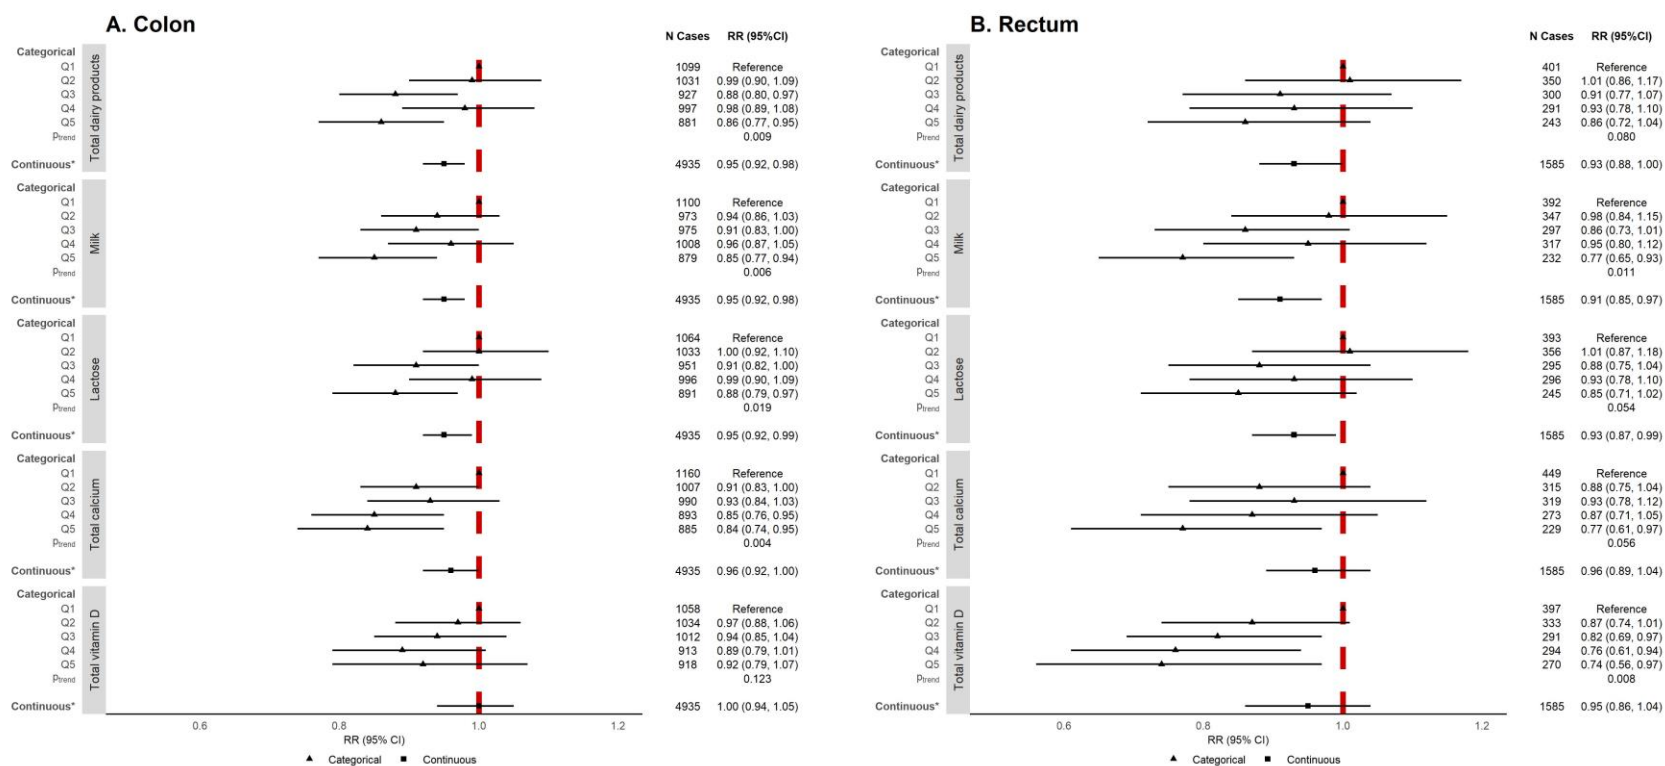 A. Colon
N Cases RR (95%CI)
Total dairy products
Categorical
Q1 1099 Reference
Q2 1031 0.99 (0.90, 1.09)
Q3 927 0.88 (0.80, 0.97)
Q4 997 0.98 (0.89, 1.08)
Q5 881 0.86 (0.77, 0.95)
Ptrend 0.009
Continuous* 4935 0.95 (0.92, 0.98)
Milk
Categorical
Q1 1100 Reference
Q2 973 0.94 (0.86, 1.03)
Q3 975 0.91 (0.83, 1.00)
Q4 1008 0.96 (0.87, 1.05)
Q5 879 0.85 (0.77, 0.94)
Ptrend 0.006
Continuous* 4935 0.95 (0.92, 0.98)
Lactose
Categorical
Q1 1064 Reference
Q2 1033 1.00 (0.92, 1.10)
Q3 951 0.91 (0.82, 1.00)
Q4 996 0.99 (0.90, 1.09)
Q5 891 0.88 (0.79, 0.97)
Ptrend 0.019
Continuous* 4935 0.95 (0.92, 0.99)
Total calcium
Categorical
Q1 1160 Reference
Q2 1007 0.91 (0.83, 1.00)
Q3 990 0.93 (0.84, 1.03)
Q4 893 0.85 (0.76, 0.95)
Q5 885 0.84 (0.74, 0.95)
Ptrend 0.004
Continuous* 4935 0.96 (0.92, 1.00)
Total vitamin D
Categorical
Q1 1058 Reference
Q2 1034 0.97 (0.88, 1.06)
Q3 1012 0.94 (0.85, 1.04)
Q4 913 0.89 (0.79, 1.01)
Q5 918 0.92 (0.79, 1.07)
Ptrend 0.123
Continuous* 4935 1.00 (0.94, 1.05)
0.6 0.8 1.0 1.2
RR (95% CI)
Categorical Continuous
B. Rectum
N Cases RR (95%CI)
Total dairy products
Categorical
Q1 401 Reference
Q2 350 1.01 (0.86, 1.17)
Q3 300 0.91 (0.77, 1.07)
Q4 291 0.93 (0.78, 1.10)
Q5 243 0.86 (0.72, 1.04)
Ptrend 0.080
Continuous* 1585 0.93 (0.88, 1.00)
Milk
Categorical
Q1 392 Reference
Q2 347 0.98 (0.84, 1.15)
Q3 297 0.86 (0.73, 1.01)
Q4 317 0.95 (0.80, 1.12)
Q5 232 0.77 (0.65, 0.93)
Ptrend 0.011
Continuous* 1585 0.91 (0.85, 0.97)
Lactose
Categorical
Q1 393 Reference
Q2 356 1.01 (0.87, 1.18)
Q3 295 0.88 (0.75, 1.04)
Q4 296 0.93 (0.78, 1.10)
Q5 245 0.85 (0.71, 1.02)
Ptrend 0.054
Continuous* 1585 0.93 (0.87, 0.99)
Total calcium
Categorical
Q1 449 Reference
Q2 315 0.88 (0.75, 1.04)
Q3 319 0.93 (0.78, 1.12)
Q4 273 0.87 (0.71, 1.05)
Q5 229 0.77 (0.61, 0.97)
Ptrend 0.056
Continuous* 1585 0.96 (0.89, 1.04)
Total vitamin D
Categorical
Q1 397 Reference
Q2 333 0.87 (0.74, 1.01)
Q3 291 0.82 (0.69, 0.97)
Q4 294 0.76 (0.61, 0.94)
Q5 270 0.74 (0.56, 0.97)
Ptrend 0.008
Continuous* 1585 0.95 (0.86, 1.04)
0.6 0.8 1.0 1.2
RR (95% CI)
Categorical Continuous